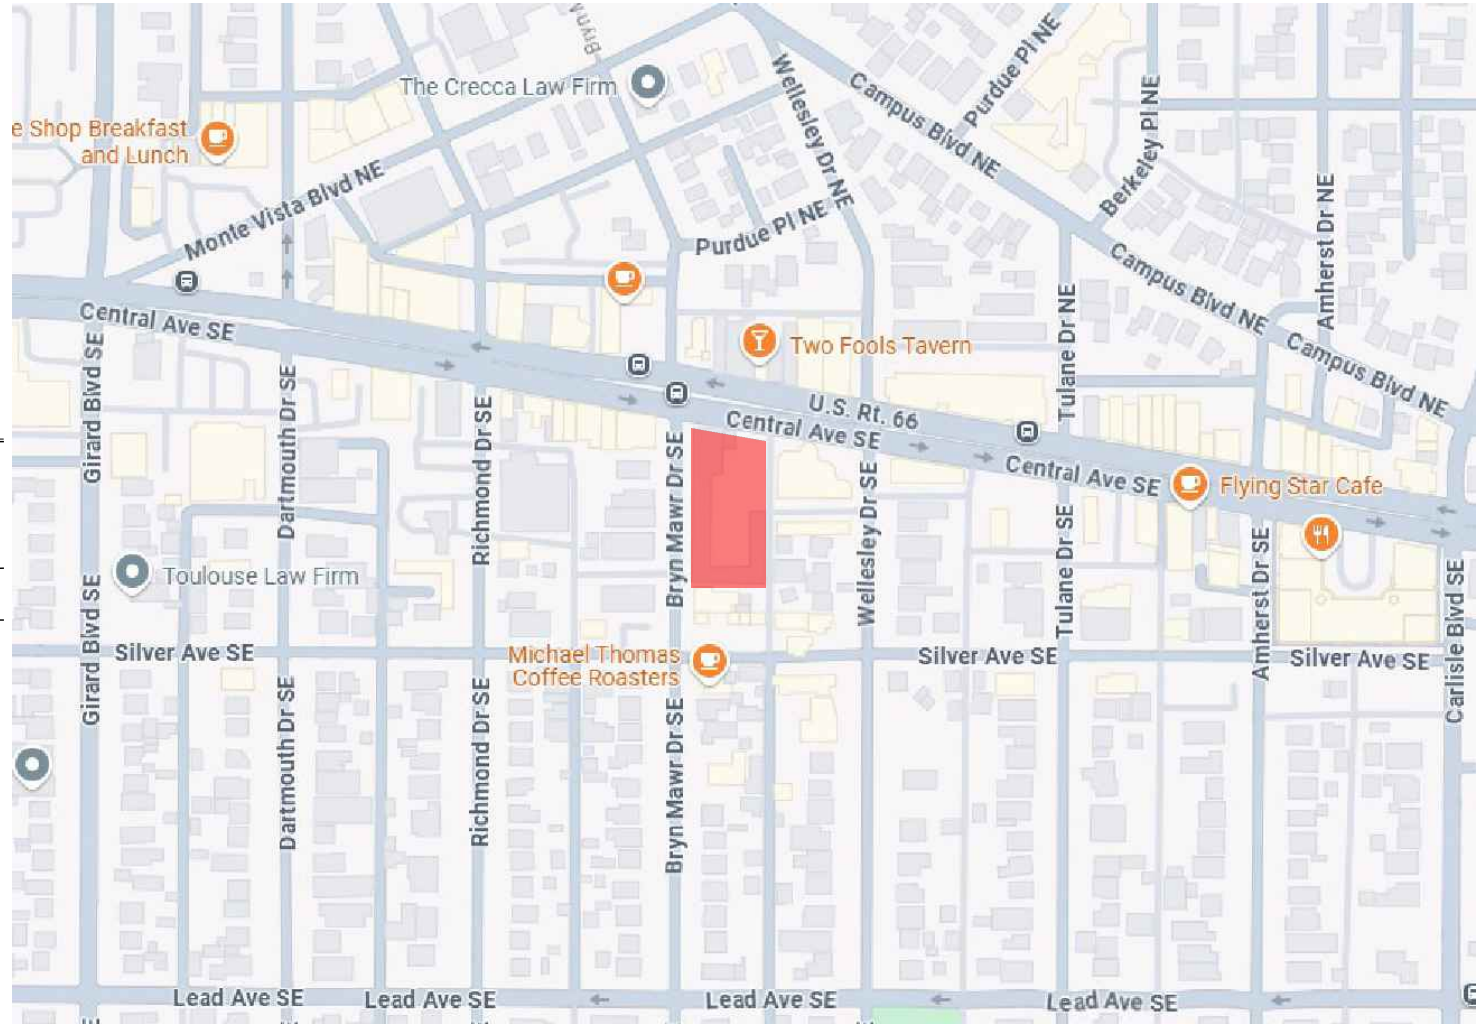 Bryn M
Purdue Pl NE
The Crecca Law Firm
Wellesley Dr NE
Campus Blvd NE
Berkeley Pl NE
e Shop Breakfast
and Lunch
Monte Vista Blvd NE
Purdue Pl NE
Amherst Dr NE
Campus Blvd NE
Tulane Dr NE
Central Ave SE
Two Fools Tavern
Campus Blvd NE
Girard Blvd SE
Dartmouth Dr SE
Richmond Dr SE
U.S. Rt. 66
Central Ave SE
Bryn Mawr Dr SE
Wellesley Dr SE
Central Ave SE
Flying Star Cafe
Tulane Dr SE
Amherst Dr SE
Toulouse Law Firm
Girard Blvd SE
Carlisle Blvd SE
Silver Ave SE
Michael Thomas
Coffee Roasters
Silver Ave SE
Silver Ave SE
Dartmouth Dr SE
Richmond Dr SE
Bryn Mawr Dr SE
Lead Ave SE
Lead Ave SE
Lead Ave SE
Lead Ave SE